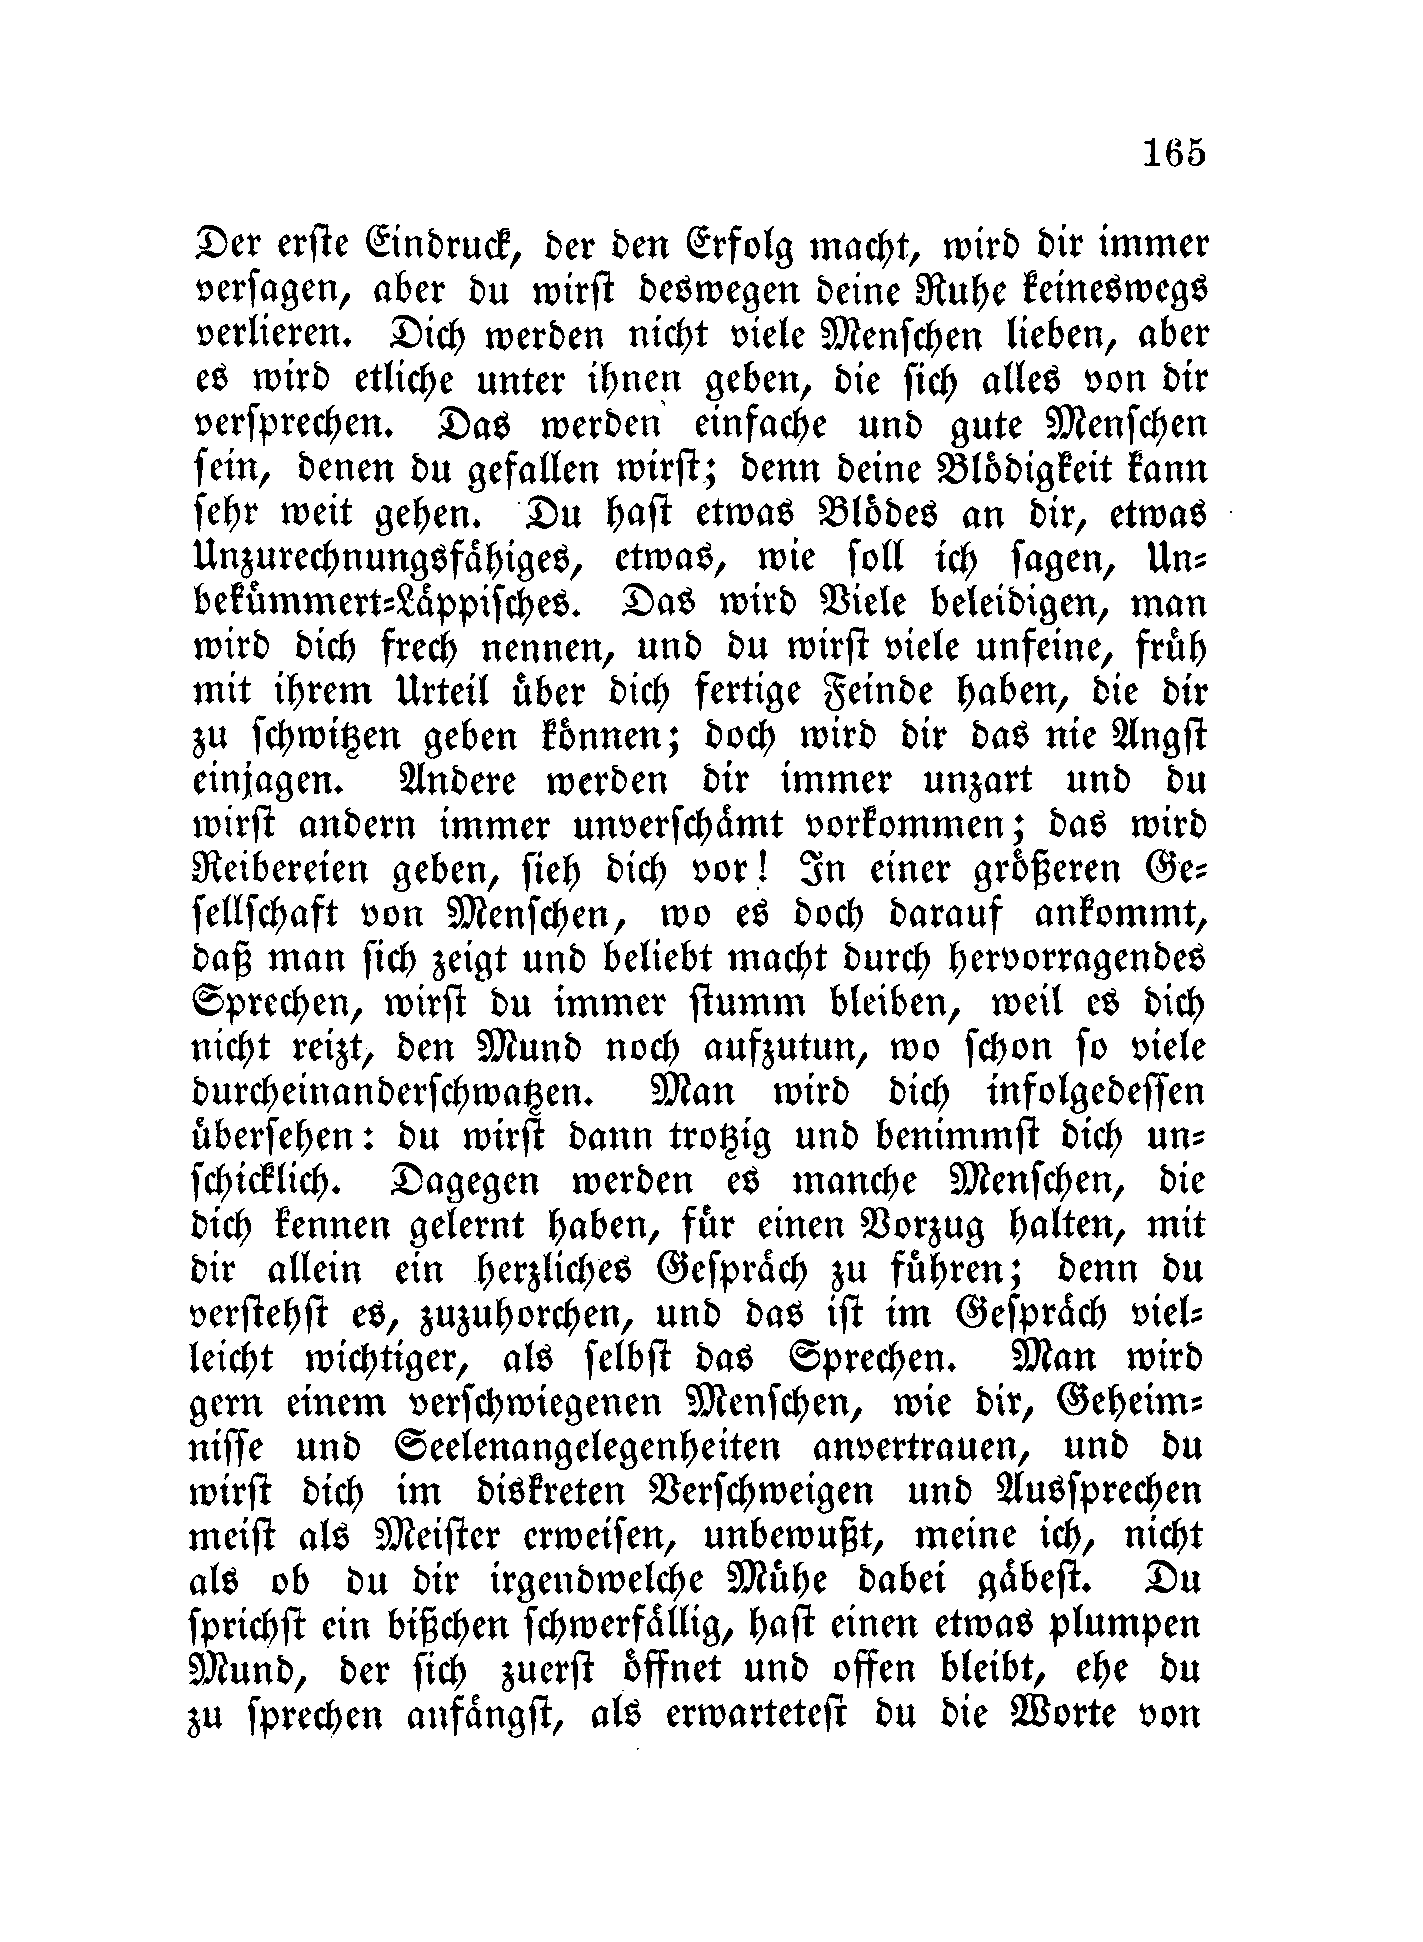 165
Der erste Eindruck, der den Erfolg macht, wird dir immer
versagen, aber du wirst deswegen deine Ruhe keineswegs
verlieren. Dich werden nicht viele Menschen lieben, aber
es wird etliche unter ihnen geben, die sich alles von dir
versprechen. Das werden einfache und gute Menschen
sein, denen du gefallen wirst; denn deine Blödigkeit kann
sehr weit gehen. Du hast etwas Blödes an dir, etwas
Unzurechnungsfähiges, etwas, wie soll ich sagen, Un-
bekümmert-Läppisches. Das wird Viele beleidigen, man
wird dich frech nennen, und du wirst viele unfeine, früh
mit ihrem Urteil über dich fertige Feinde haben, die dir
zu schwitzen geben können; doch wird dir das nie Angst
einjagen. Andere werden dir immer unzart und du
wirst andern immer unverschämt vorkommen; das wird
Reibereien geben, sieh dich vor! In einer größeren Ge-
sellschaft von Menschen, wo es doch darauf ankommt,
daß man sich zeigt und beliebt macht durch hervorragendes
Sprechen, wirst du immer stumm bleiben, weil es dich
nicht reizt, den Mund noch aufzutun, wo schon so viele
durcheinanderschwatzen. Man wird dich infolgedessen
übersehen: du wirst dann trotzig und benimmst dich un-
schicklich. Dagegen werden es manche Menschen, die
dich kennen gelernt haben, für einen Vorzug halten, mit
dir allein ein herzliches Gespräch zu führen; denn du
verstehst es, zuzuhorchen, und das ist im Gespräch viel-
leicht wichtiger, als selbst das Sprechen. Man wird
gern einem verschwiegenen Menschen, wie dir, Geheim-
nisse und Seelenangelegenheiten anvertrauen, und du
wirst dich im diskreten Verschweigen und Aussprechen
meist als Meister erweisen, unbewußt, meine ich, nicht
als ob du dir irgendwelche Mühe dabei gäbest. Du
sprichst ein bißchen schwerfällig, hast einen etwas plumpen
Mund, der sich zuerst öffnet und offen bleibt, ehe du
zu sprechen anfängst, als erwartetest du die Worte von